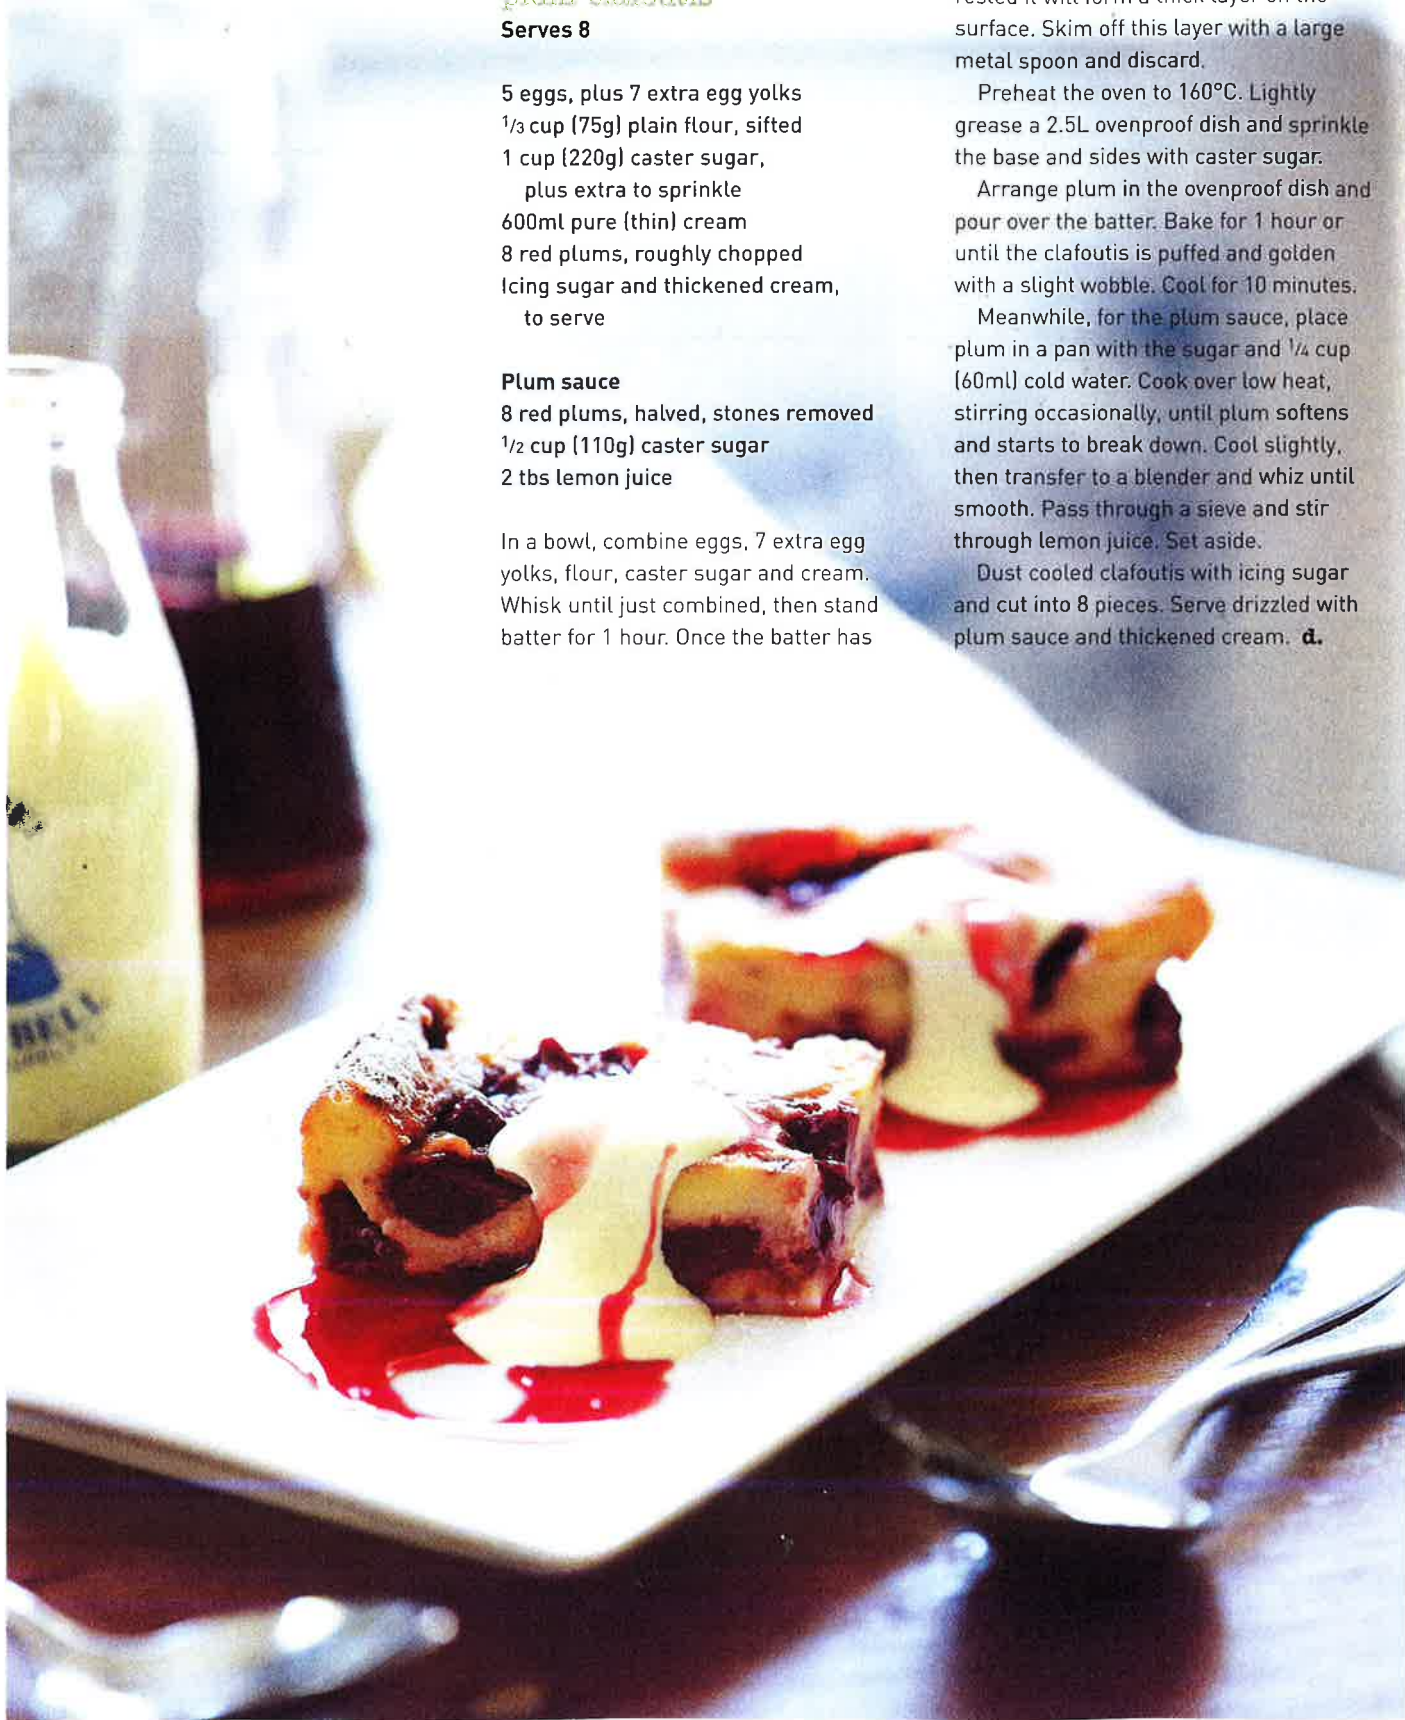 plum clafoutis
Serves 8
5 eggs, plus 7 extra egg yolks
1/3 cup (75g) plain flour, sifted
1 cup (220g) caster sugar,
plus extra to sprinkle
600ml pure (thin) cream
8 red plums, roughly chopped
Icing sugar and thickened cream,
to serve
Plum sauce
8 red plums, halved, stones removed
1/2 cup (110g) caster sugar
2 tbs lemon juice
In a bowl, combine eggs, 7 extra egg
yolks, flour, caster sugar and cream.
Whisk until just combined, then stand
batter for 1 hour. Once the batter has
rested it will form a thick layer on the
surface. Skim off this layer with a large
metal spoon and discard.
Preheat the oven to 160°C. Lightly
grease a 2.5L ovenproof dish and sprinkle
the base and sides with caster sugar.
Arrange plum in the ovenproof dish and
pour over the batter. Bake for 1 hour or
until the clafoutis is puffed and golden
with a slight wobble. Cool for 10 minutes.
Meanwhile, for the plum sauce, place
plum in a pan with the sugar and 1/4 cup
(60ml) cold water. Cook over low heat,
stirring occasionally, until plum softens
and starts to break down. Cool slightly,
then transfer to a blender and whiz until
smooth. Pass through a sieve and stir
through lemon juice. Set aside.
Dust cooled clafoutis with icing sugar
and cut into 8 pieces. Serve drizzled with
plum sauce and thickened cream. d.